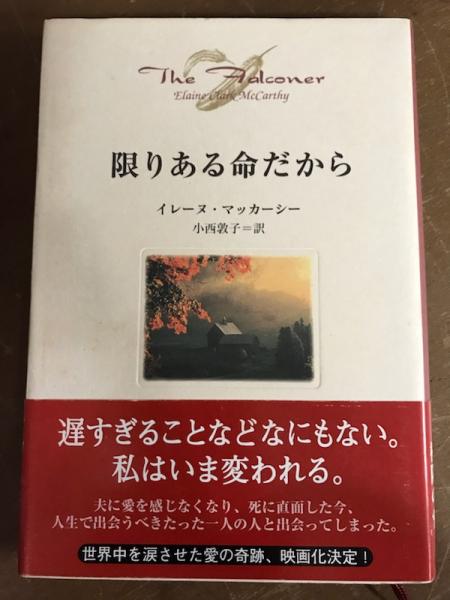 The Falconer
Elaine Clark McCarthy
限りある命だから
イレーヌ・マッカーシー
小西敦子=訳
遅すぎることなどなにもない。
私はいま変われる。
夫に愛を感じなくなり、死に直面した今、
人生で出会うべきたった一人の人と出会ってしまった。
世界中を涙させた愛の奇跡、映画化決定！